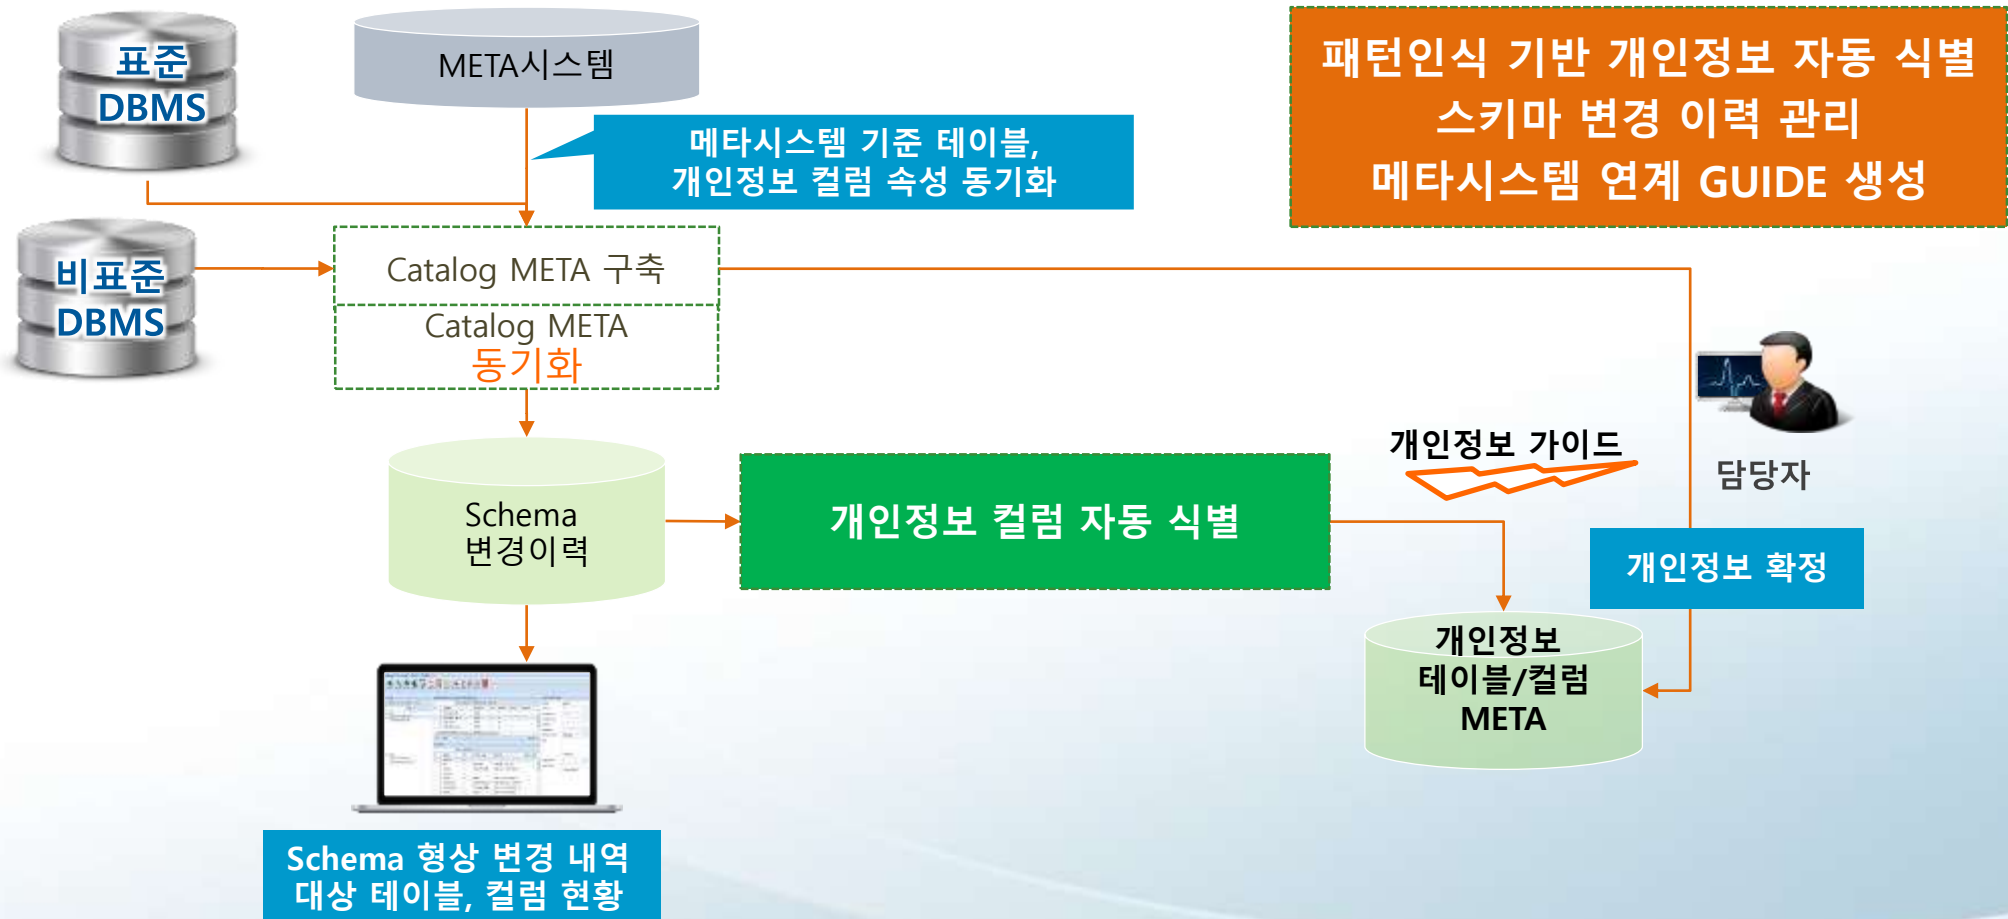 표준
DBMS
META시스템
메타시스템 기준 테이블,
개인정보 컬럼 속성 동기화
패턴인식 기반 개인정보 자동 식별
스키마 변경 이력 관리
메타시스템 연계 GUIDE 생성
비표준
DBMS
Catalog META 구축
Catalog META
동기화
Schema
변경이력
개인정보 컬럼 자동 식별
개인정보 가이드
담당자
개인정보 확정
개인정보
테이블/컬럼
META
Schema 형상 변경 내역
대상 테이블, 컬럼 현황